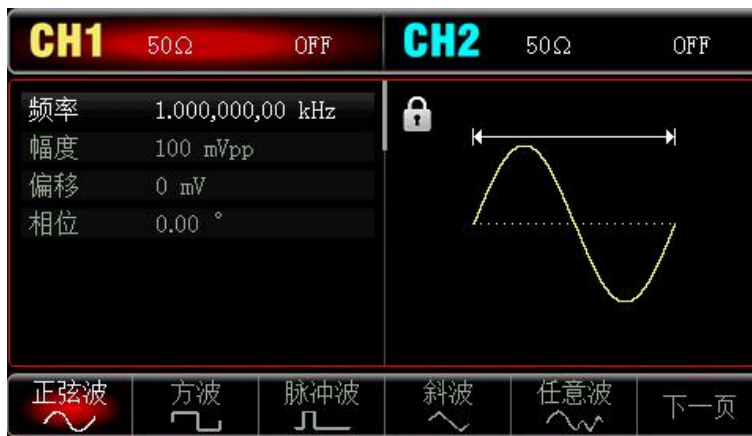 CH1 50Ω OFF CH2 50Ω OFF
频率 1.000,000,00 kHz
幅度 100 mVpp
偏移 0 mV
相位 0.00 °
正弦波 方波 脉冲波 斜波 任意波 下一页